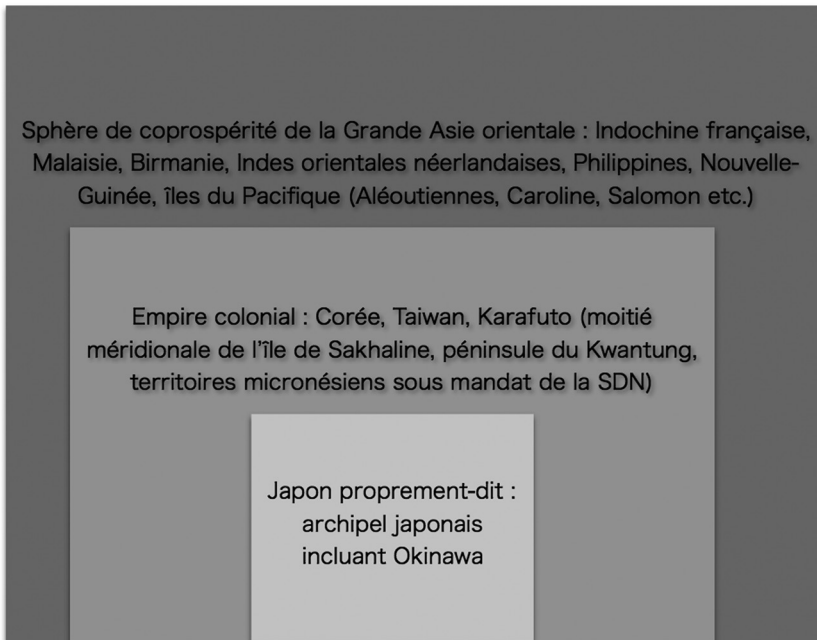 Sphère de coprospérité de la Grande Asie orientale : Indochine française,
Malaisie, Birmanie, Indes orientales néerlandaises, Philippines, Nouvelle-
Guinée, îles du Pacifique (Aléoutiennes, Caroline, Salomon etc.)
Empire colonial : Corée, Taiwan, Karafuto (moitié
méridionale de l'île de Sakhaline, péninsule du Kwantung,
territoires micronésiens sous mandat de la SDN)
Japon proprement-dit :
archipel japonais
incluant Okinawa